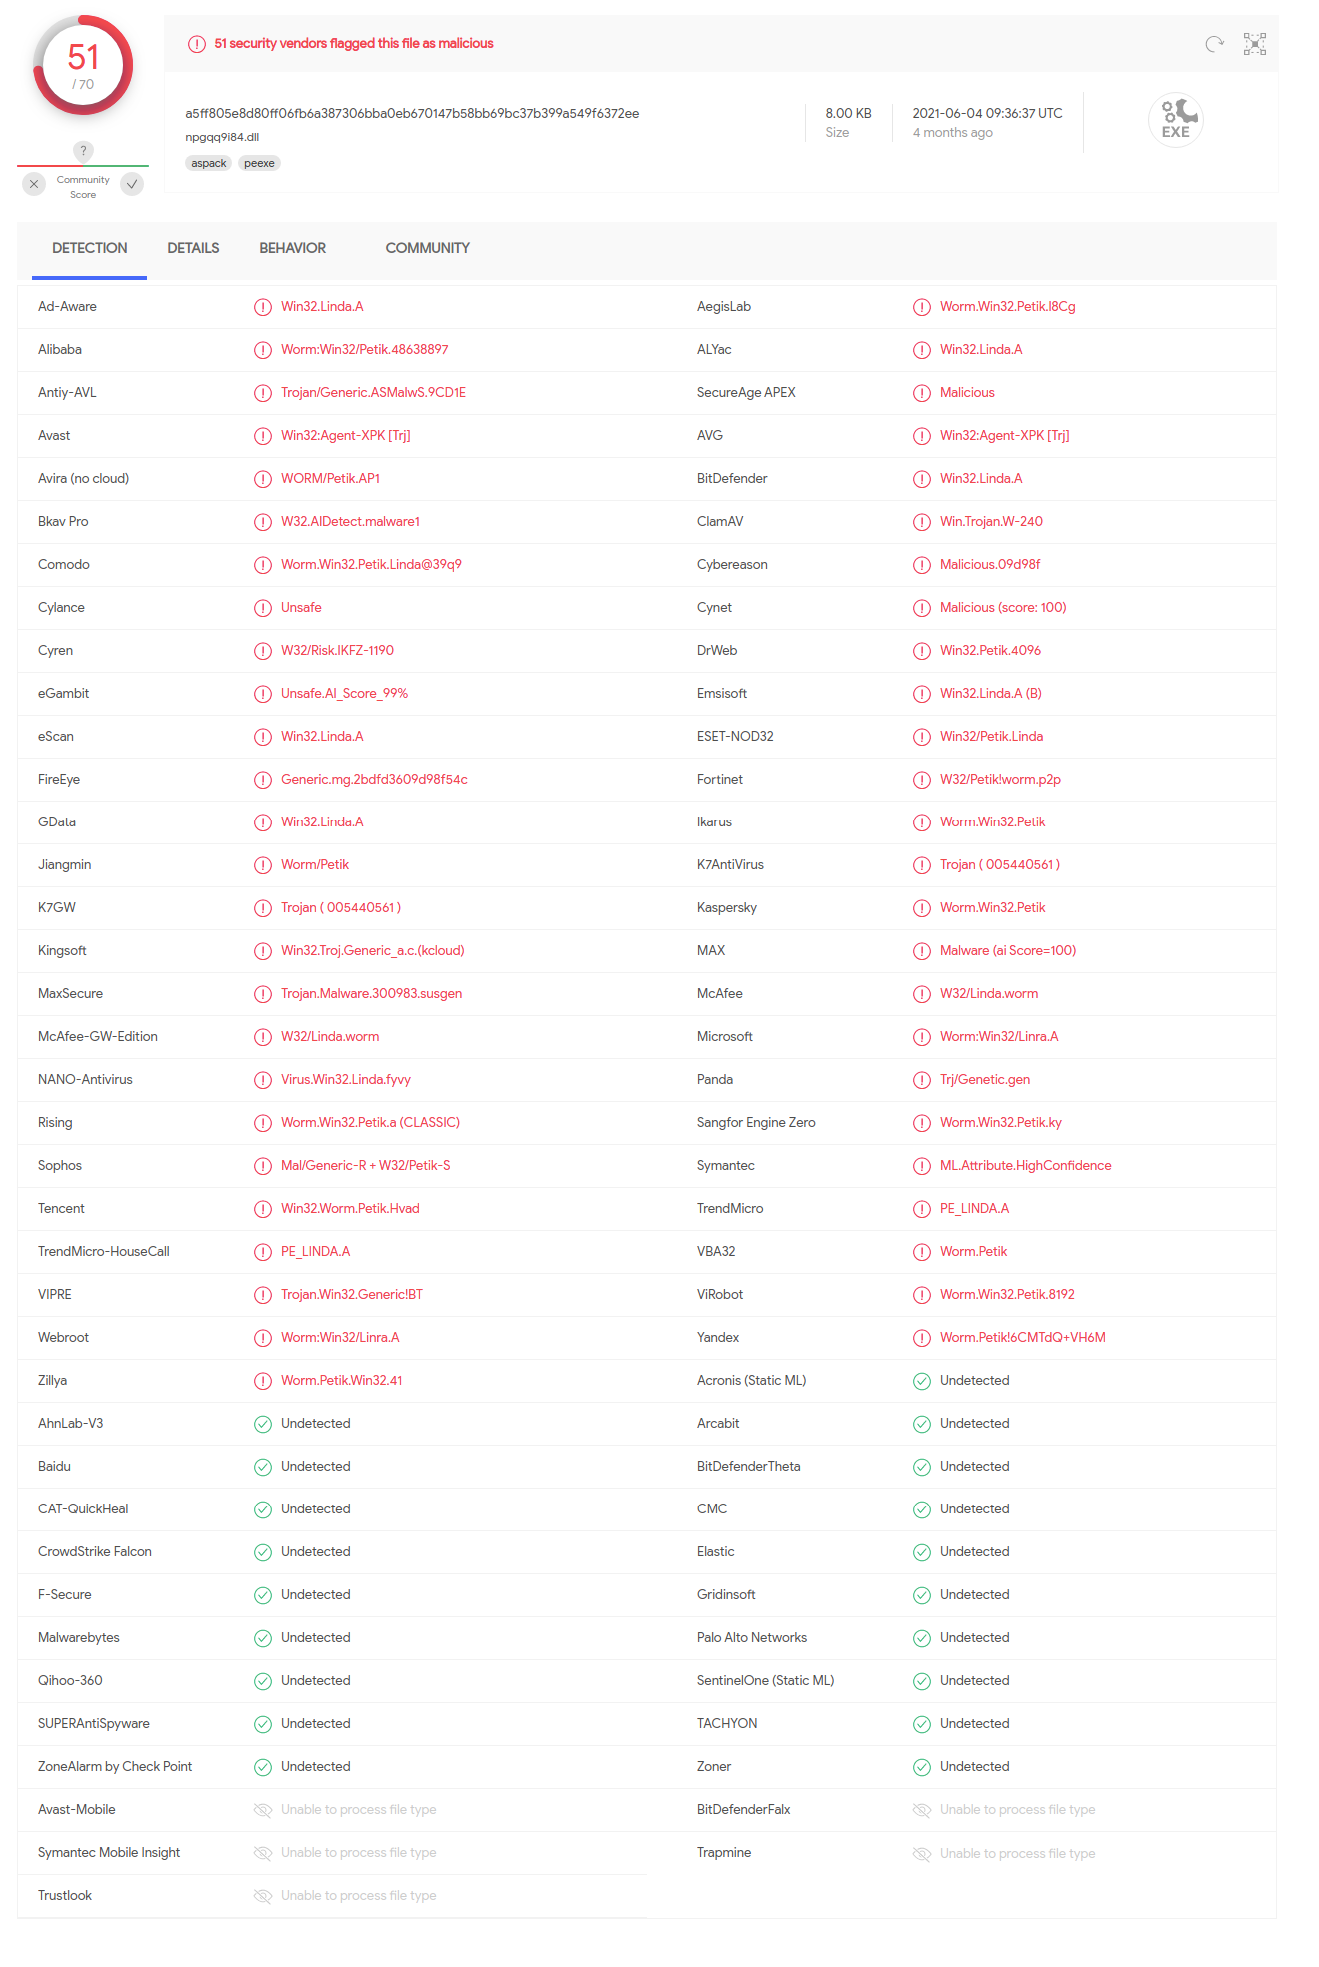 51
/ 70
?
Community
Score
51 security vendors flagged this file as malicious
a5ff805e8d80ff06fb6a387306bba0eb670147b58bb69bc37b399a549f6372ee
npgqq9i84.dll
aspack peexe
8.00 KB
Size
2021-06-04 09:36:37 UTC
4 months ago
EXE
DETECTION DETAILS BEHAVIOR COMMUNITY
Ad-Aware Win32.Linda.A AegisLab Worm.Win32.Petik.l8Cg
Alibaba Worm:Win32/Petik.48638897 ALYac Win32.Linda.A
Antiy-AVL Trojan/Generic.ASMalwS.9CD1E SecureAge APEX Malicious
Avast Win32:Agent-XPK [Trj] AVG Win32:Agent-XPK [Trj]
Avira (no cloud) WORM/Petik.AP1 BitDefender Win32.Linda.A
Bkav Pro W32.AIDetect.malware1 ClamAV Win.Trojan.W-240
Comodo Worm.Win32.Petik.Linda@39q9 Cybereason Malicious.09d98f
Cylance Unsafe Cynet Malicious (score: 100)
Cyren W32/Risk.IKFZ-1190 DrWeb Win32.Petik.4096
eGambit Unsafe.AI_Score_99% Emsisoft Win32.Linda.A (B)
eScan Win32.Linda.A ESET-NOD32 Win32/Petik.Linda
FireEye Generic.mg.2bdfd3609d98f54c Fortinet W32/Petik!worm.p2p
GData Win32.Linda.A Ikarus Worm.Win32.Petik
Jiangmin Worm/Petik K7AntiVirus Trojan ( 005440561 )
K7GW Trojan ( 005440561 ) Kaspersky Worm.Win32.Petik
Kingsoft Win32.Troj.Generic_a.c.(kcloud) MAX Malware (ai Score=100)
MaxSecure Trojan.Malware.300983.susgen McAfee W32/Linda.worm
McAfee-GW-Edition W32/Linda.worm Microsoft Worm:Win32/Linra.A
NANO-Antivirus Virus.Win32.Linda.fyvy Panda Trj/Genetic.gen
Rising Worm.Win32.Petik.a (CLASSIC) Sangfor Engine Zero Worm.Win32.Petik.ky
Sophos Mal/Generic-R + W32/Petik-S Symantec ML.Attribute.HighConfidence
Tencent Win32.Worm.Petik.Hvad TrendMicro PE_LINDA.A
TrendMicro-HouseCall PE_LINDA.A VBA32 Worm.Petik
VIPRE Trojan.Win32.Generic!BT ViRobot Worm.Win32.Petik.8192
Webroot Worm:Win32/Linra.A Yandex Worm.Petik!6CMTdQ+VH6M
Zillya Worm.Petik.Win32.41 Acronis (Static ML) Undetected
AhnLab-V3 Undetected Arcabit Undetected
Baidu Undetected BitDefenderTheta Undetected
CAT-QuickHeal Undetected CMC Undetected
CrowdStrike Falcon Undetected Elastic Undetected
F-Secure Undetected Gridinsoft Undetected
Malwarebytes Undetected Palo Alto Networks Undetected
Qihoo-360 Undetected SentinelOne (Static ML) Undetected
SUPERAntiSpyware Undetected TACHYON Undetected
ZoneAlarm by Check Point Undetected Zoner Undetected
Avast-Mobile Unable to process file type BitDefenderFalx Unable to process file type
Symantec Mobile Insight Unable to process file type Trapmine Unable to process file type
Trustlook Unable to process file type